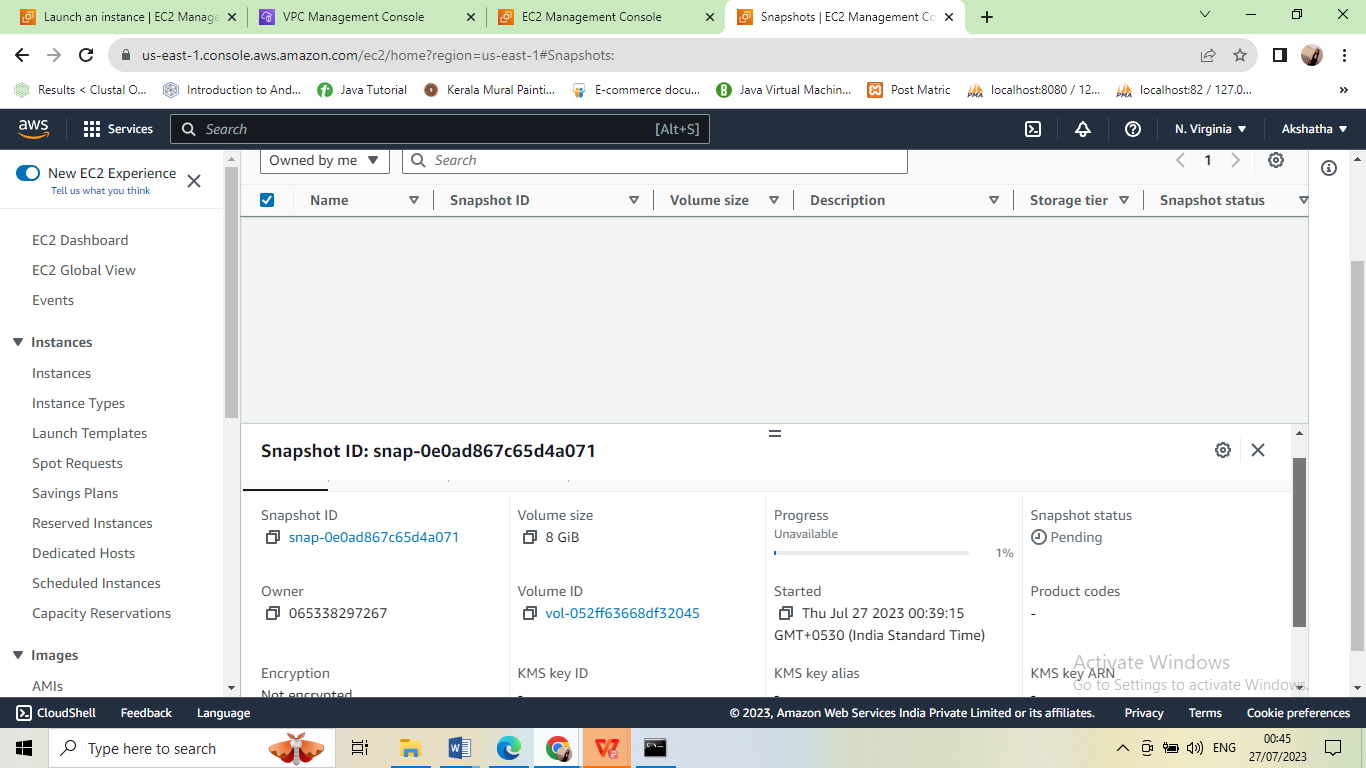 Launch an instance | EC2 Manage
VPC Management Console
EC2 Management Console
Snapshots | EC2 Management Co
us-east-1.console.aws.amazon.com/ec2/home?region=us-east-1#Snapshots:
Results < Clustal O...
Introduction to And...
Java Tutorial
Kerala Mural Painti...
E-commerce docu...
Java Virtual Machin...
Post Matric
localhost:8080 / 12...
localhost:82 / 127.0...
»
aws
Services
Search
[Alt+S]
N. Virginia
Akshatha
New EC2 Experience
Tell us what you think
EC2 Dashboard
EC2 Global View
Events
Instances
Instances
Instance Types
Launch Templates
Spot Requests
Savings Plans
Reserved Instances
Dedicated Hosts
Scheduled Instances
Capacity Reservations
Images
AMIs
Owned by me
Search
1
Name
Snapshot ID
Volume size
Description
Storage tier
Snapshot status
Snapshot ID: snap-0e0ad867c65d4a071
Snapshot ID
snap-0e0ad867c65d4a071
Volume size
8 GiB
Progress
Unavailable
1%
Snapshot status
Pending
Owner
065338297267
Volume ID
vol-052ff63668df32045
Started
Thu Jul 27 2023 00:39:15
GMT+0530 (India Standard Time)
Product codes
-
Encryption
Not encrypted
KMS key ID
-
KMS key alias
-
KMS key ARN
-
Activate Windows
Go to Settings to activate Windows.
CloudShell
Feedback
Language
© 2023, Amazon Web Services India Private Limited or its affiliates.
Privacy
Terms
Cookie preferences
Type here to search
ENG
00:45
27/07/2023